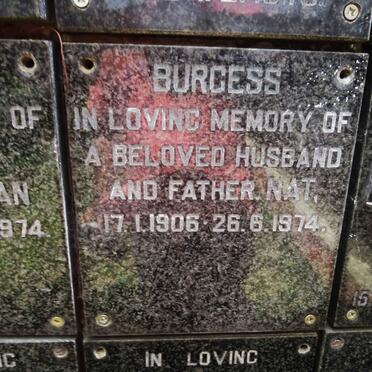 BURGESS
IN LOVING MEMORY OF
A BELOVED HUSBAND
AND FATHER. NAT.
17.1.1906 - 26.6.1974.
OF
AN
974
15
IN LOVING